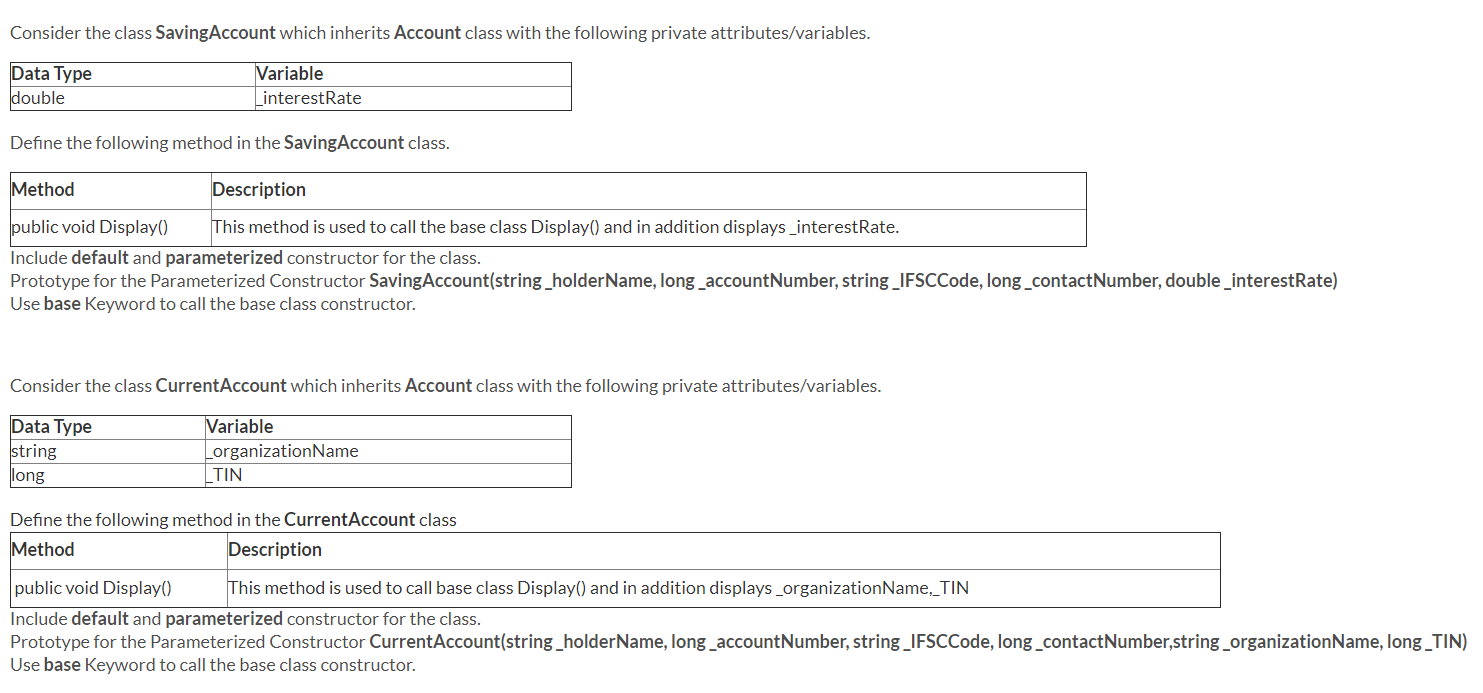 Consider the class SavingAccount which inherits Account class with the following private attributes/variables.
Data Type Variable
double _interestRate
Define the following method in the SavingAccount class.
Method Description
public void Display() This method is used to call the base class Display() and in addition displays _interestRate.
Include default and parameterized constructor for the class.
Prototype for the Parameterized Constructor SavingAccount(string _holderName, long _accountNumber, string _IFSCCode, long _contactNumber, double _interestRate)
Use base Keyword to call the base class constructor.
Consider the class CurrentAccount which inherits Account class with the following private attributes/variables.
Data Type Variable
string _organizationName
long _TIN
Define the following method in the CurrentAccount class
Method Description
public void Display() This method is used to call base class Display() and in addition displays _organizationName,_TIN
Include default and parameterized constructor for the class.
Prototype for the Parameterized Constructor CurrentAccount(string _holderName, long _accountNumber, string _IFSCCode, long _contactNumber,string _organizationName, long _TIN)
Use base Keyword to call the base class constructor.